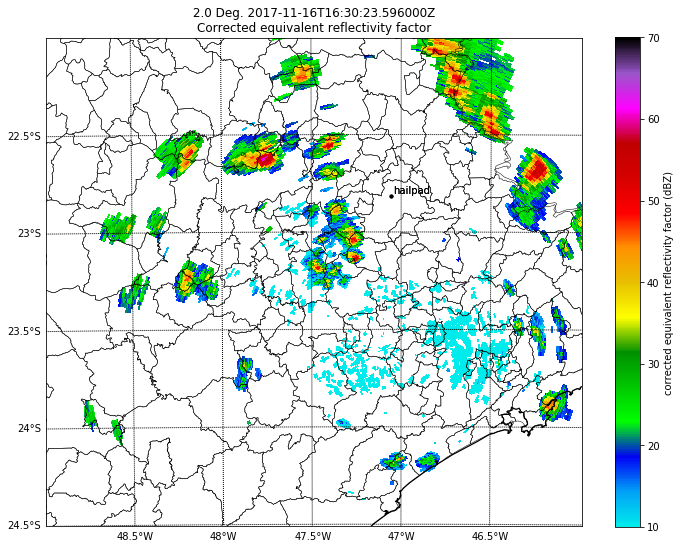 2.0 Deg. 2017-11-16T16:30:23.596000Z
Corrected equivalent reflectivity factor
70
60
50
40
30
20
10
corrected equivalent reflectivity factor (dBZ)
22.5°S
hailpad
23°S
23.5°S
24°S
24.5°S
48.5°W
48°W
47.5°W
47°W
46.5°W